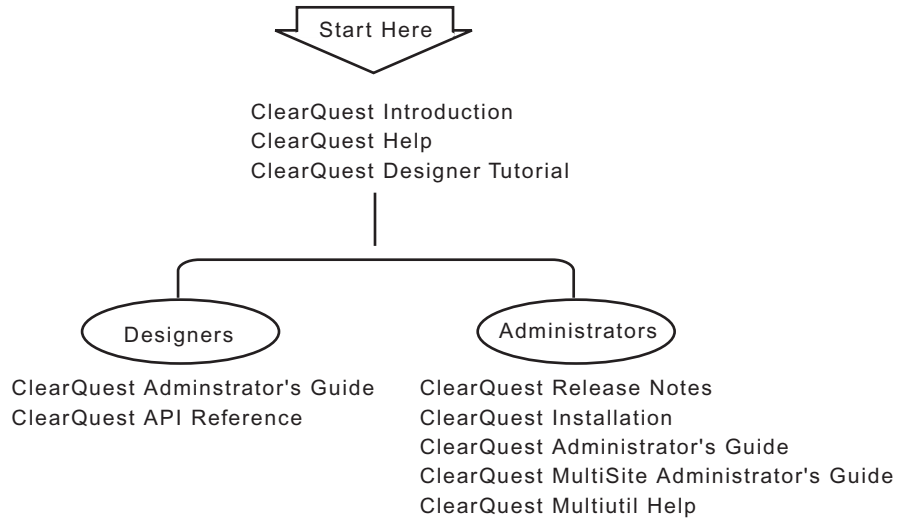 Start Here
ClearQuest Introduction
ClearQuest Help
ClearQuest Designer Tutorial
Designers
ClearQuest Adminstrator's Guide
ClearQuest API Reference
Administrators
ClearQuest Release Notes
ClearQuest Installation
ClearQuest Administrator's Guide
ClearQuest MultiSite Administrator's Guide
ClearQuest Multiutil Help